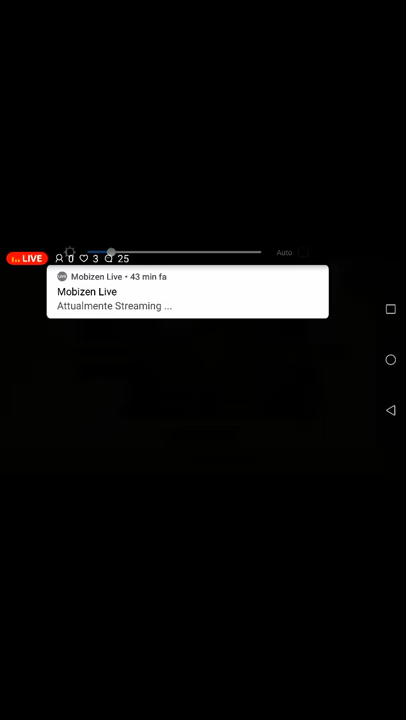 Auto
LIVE 0 3 25
Mobizen Live • 43 min fa
Mobizen Live
Attualmente Streaming ...